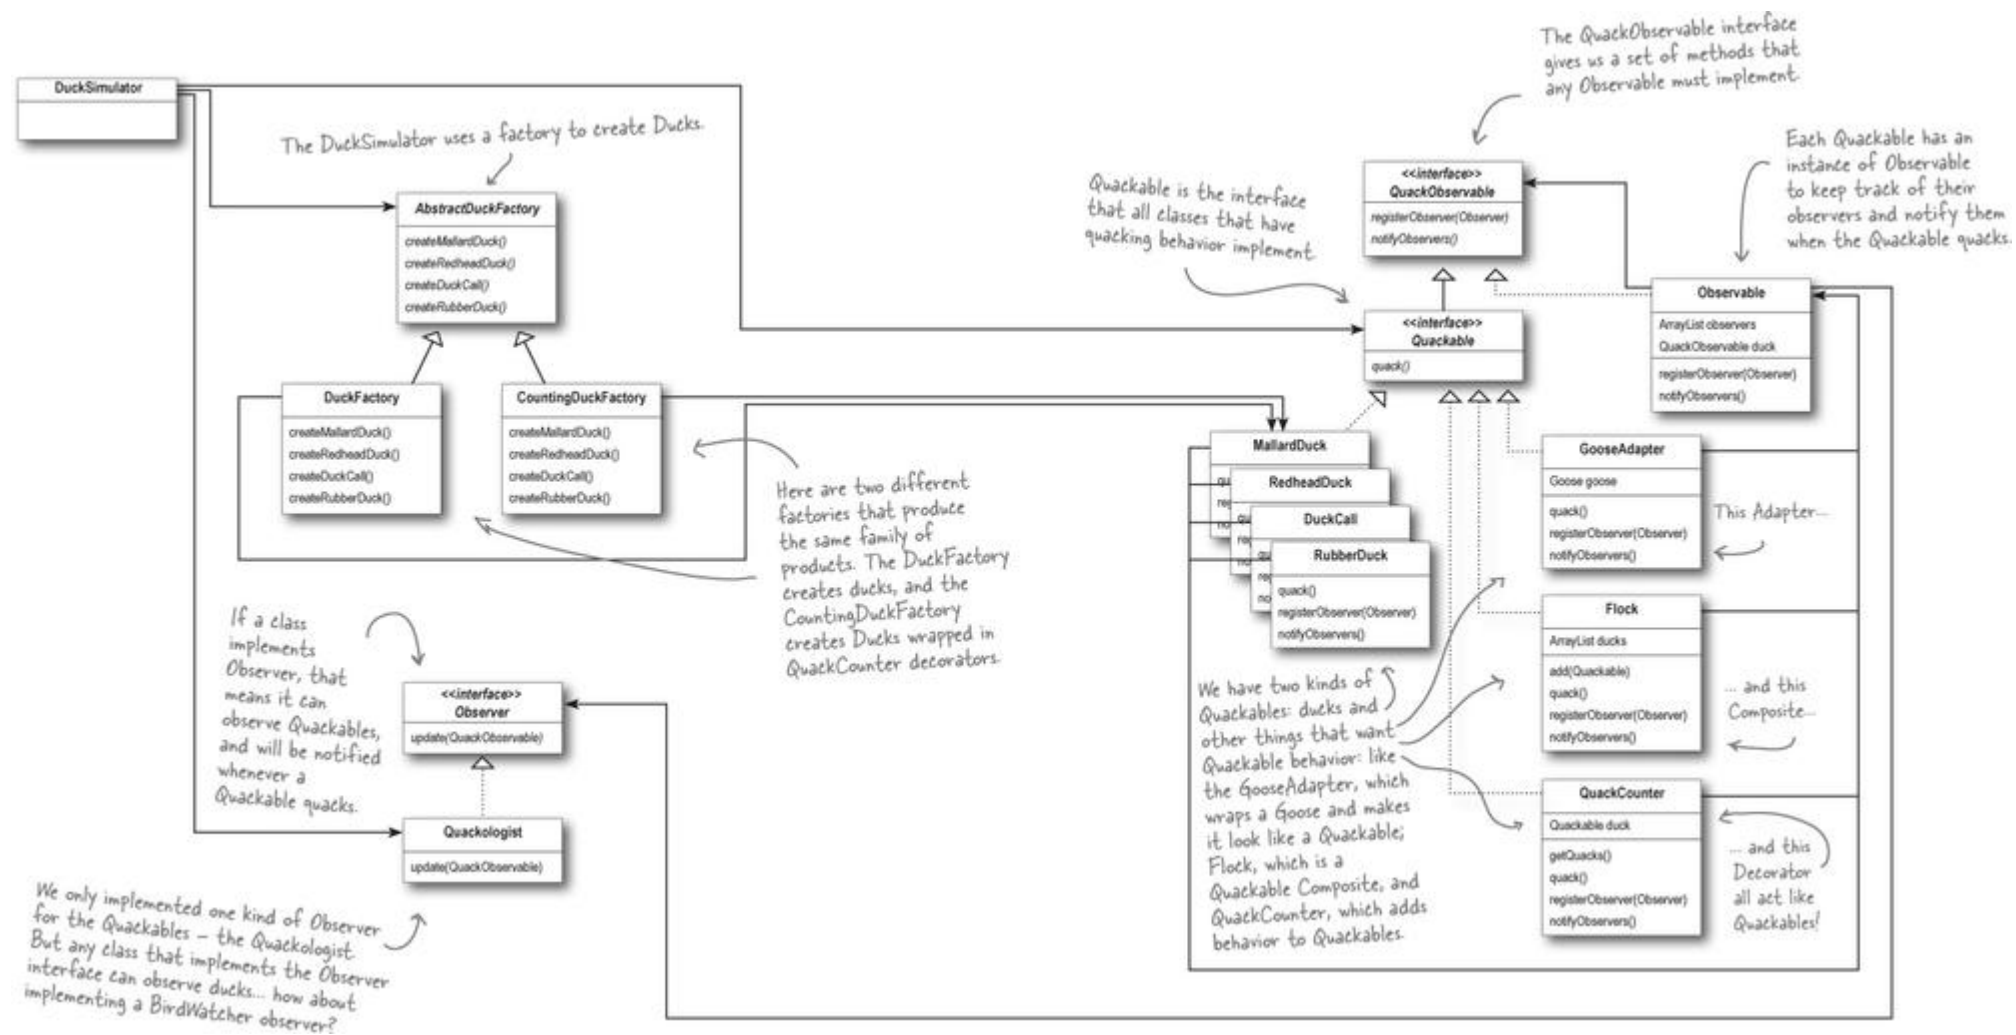 The QuackObservable interface
gives us a set of methods that
any Observable must implement.
DuckSimulator
The DuckSimulator uses a factory to create Ducks.
Each Quackable has an
instance of Observable
to keep track of their
observers and notify them
when the Quackable quacks.
Quackable is the interface
that all classes that have
quacking behavior implement
<<interface>>
QuackObservable
registerObserver(Observer)
notifyObservers()
AbstractDuckFactory
createMallardDuck()
createRedheadDuck()
createDuckCall()
createRubberDuck()
Observable
ArrayList observers
QuackObservable duck
registerObserver(Observer)
notifyObservers()
<<interface>>
Quackable
quack()
DuckFactory
createMallardDuck()
createRedheadDuck()
createDuckCall()
createRubberDuck()
CountingDuckFactory
createMallardDuck()
createRedheadDuck()
createDuckCall()
createRubberDuck()
MallardDuck
qu
no
RedheadDuck
qu
no
DuckCall
no
RubberDuck
quack()
registerObserver(Observer)
notifyObservers()
GooseAdapter
Goose goose
quack()
registerObserver(Observer)
notifyObservers()
This Adapter...
Here are two different
factories that produce
the same family of
products. The DuckFactory
creates ducks, and the
CountingDuckFactory
creates Ducks wrapped in
QuackCounter decorators.
Flock
ArrayList ducks
add(Quackable)
quack()
registerObserver(Observer)
notifyObservers()
... and this
Composite...
If a class
implements
Observer, that
means it can
observe Quackables,
and will be notified
whenever a
Quackable quacks.
<<interface>>
Observer
update(QuackObservable)
We have two kinds of
Quackables: ducks and
other things that want
Quackable behavior: like
the GooseAdapter, which
wraps a Goose and makes
it look like a Quackable;
Flock, which is a
Quackable Composite, and
QuackCounter, which adds
behavior to Quackables.
QuackCounter
Quackable duck
getQuacks()
quack()
registerObserver(Observer)
notifyObservers()
... and this
Decorator
all act like
Quackables!
Quackologist
update(QuackObservable)
We only implemented one kind of Observer
for the Quackables – the Quackologist.
But any class that implements the Observer
interface can observe ducks... how about
implementing a BirdWatcher observer?